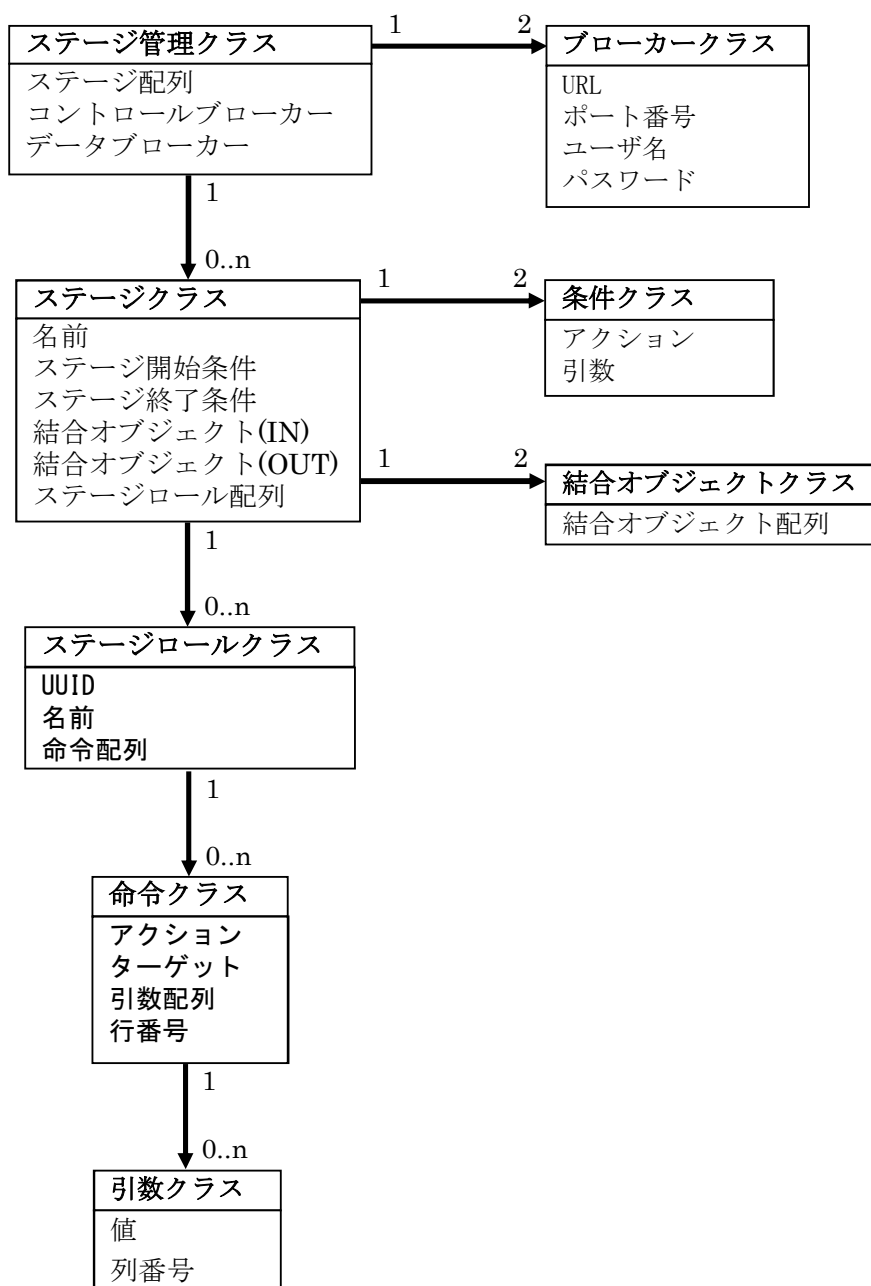 ステージ管理クラス
ステージ配列
コントロールブローカー
データブローカー
1
2
ブローカークラス
URL
ポート番号
ユーザ名
パスワード
1
0..n
ステージクラス
名前
ステージ開始条件
ステージ終了条件
結合オブジェクト(IN)
結合オブジェクト(OUT)
ステージロール配列
1
2
条件クラス
アクション
引数
1
2
結合オブジェクトクラス
結合オブジェクト配列
1
0..n
ステージロールクラス
UUID
名前
命令配列
1
0..n
命令クラス
アクション
ターゲット
引数配列
行番号
1
0..n
引数クラス
値
列番号